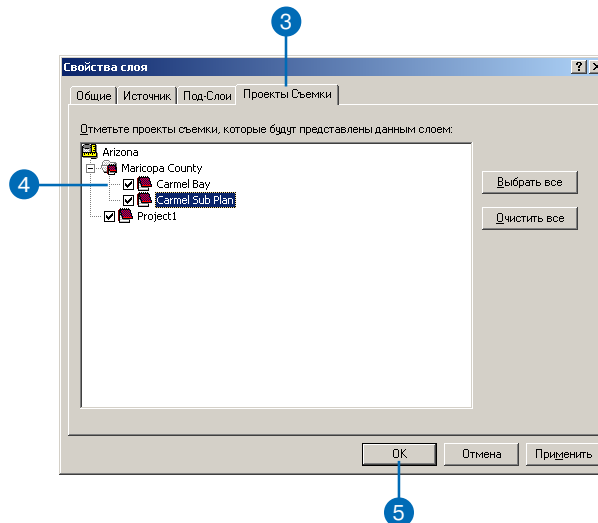 3
Свойства слоя
Общие Источник Под-Слои Проекты Съемки
Отметьте проекты съемки, которые будут представлены данным слоем:
Arizona
Maricopa County
4
Carmel Bay
Выбрать все
Carmel Sub Plan
Project1
Очистить все
OK Отмена Применить
5